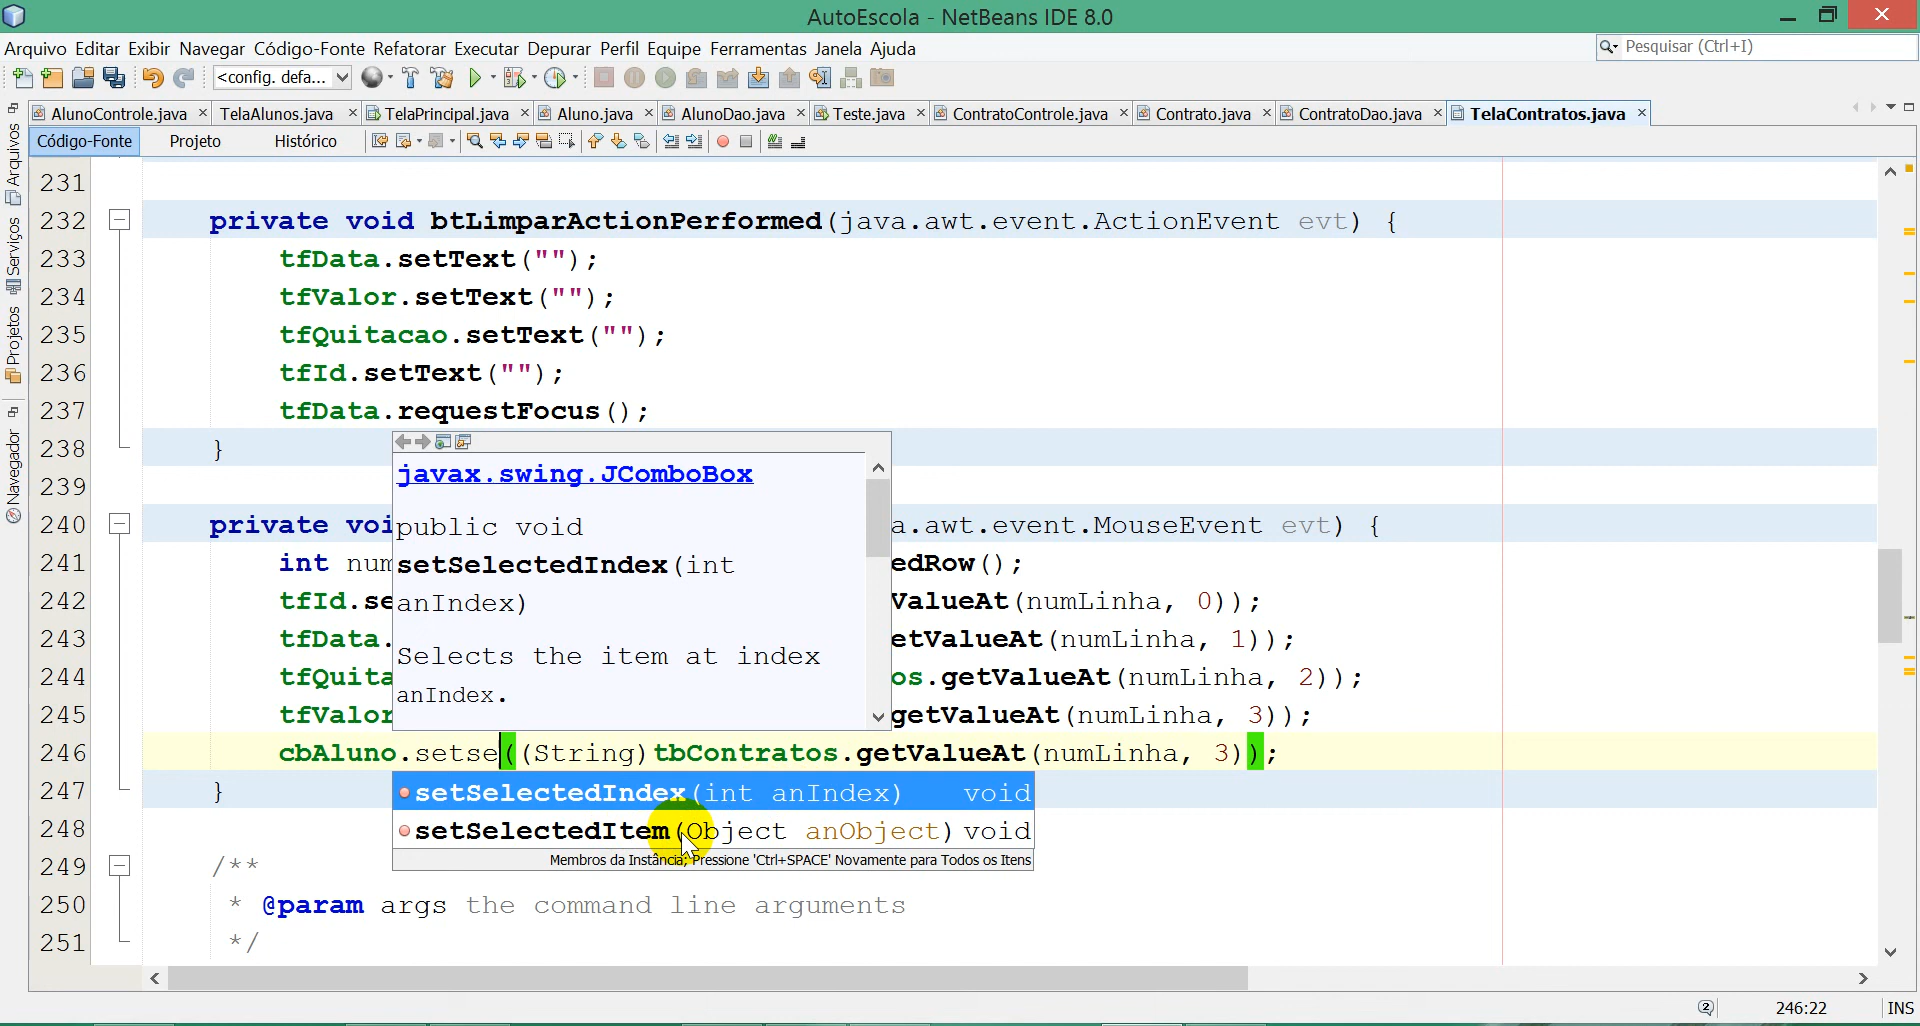 AutoEscola - NetBeans IDE 8.0
Arquivo Editar Exibir Navegar Código-Fonte Refatorar Executar Depurar Perfil Equipe Ferramentas Janela Ajuda
Pesquisar (Ctrl+I)
<config. defa...
AlunoControle.java × TelaAlunos.java × TelaPrincipal.java × Aluno.java × AlunoDao.java × Teste.java × ContratoControle.java × Contrato.java × ContratoDao.java × TelaContratos.java ×
Código-Fonte Projeto Histórico
Arquivos
Serviços
Projetos
Navegador
231
232 private void btLimparActionPerformed(java.awt.event.ActionEvent evt) {
233 tfData.setText("");
234 tfValor.setText("");
235 tfQuitacao.setText("");
236 tfId.setText("");
237 tfData.requestFocus();
238 }
239
240 private voi a.awt.event.MouseEvent evt) {
241 int num edRow();
242 tfId.se ValueAt(numLinha, 0));
243 tfData. etValueAt(numLinha, 1));
244 tfQuita os.getValueAt(numLinha, 2));
245 tfValor getValueAt(numLinha, 3));
246 cbAluno.setse((String)tbContratos.getValueAt(numLinha, 3));
247 }
248
249 /**
250 * @param args the command line arguments
251 */
javax.swing.JComboBox
public void
setSelectedIndex(int
anIndex)
Selects the item at index
anIndex.
setSelectedIndex(int anIndex) void
setSelectedItem(Object anObject) void
Membros da Instância; Pressione 'Ctrl+SPACE' Novamente para Todos os Itens
2 246:22 INS